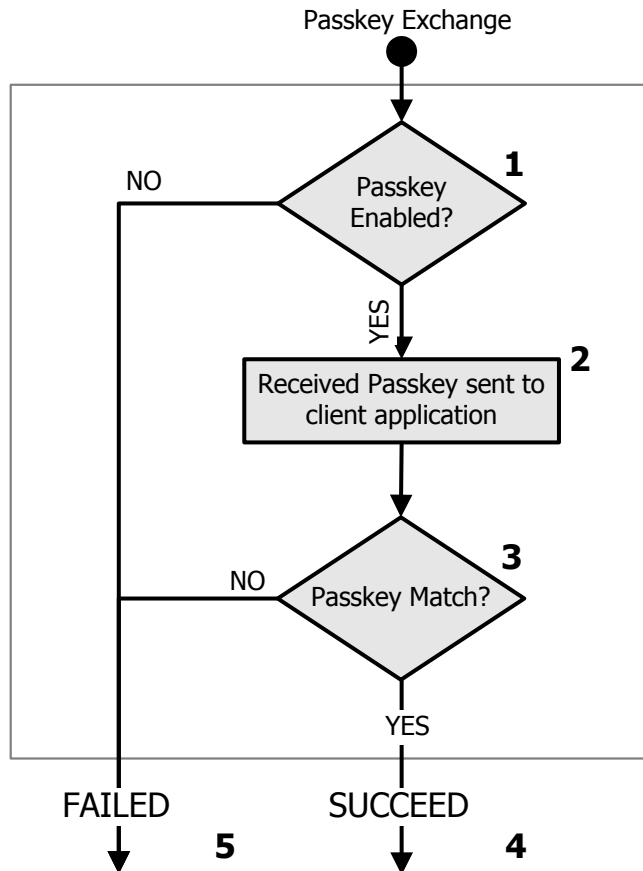 Passkey Exchange
1
NO
Passkey
Enabled?
YES
2
Received Passkey sent to
client application
3
NO
Passkey Match?
YES
FAILED
SUCCEED
5
4